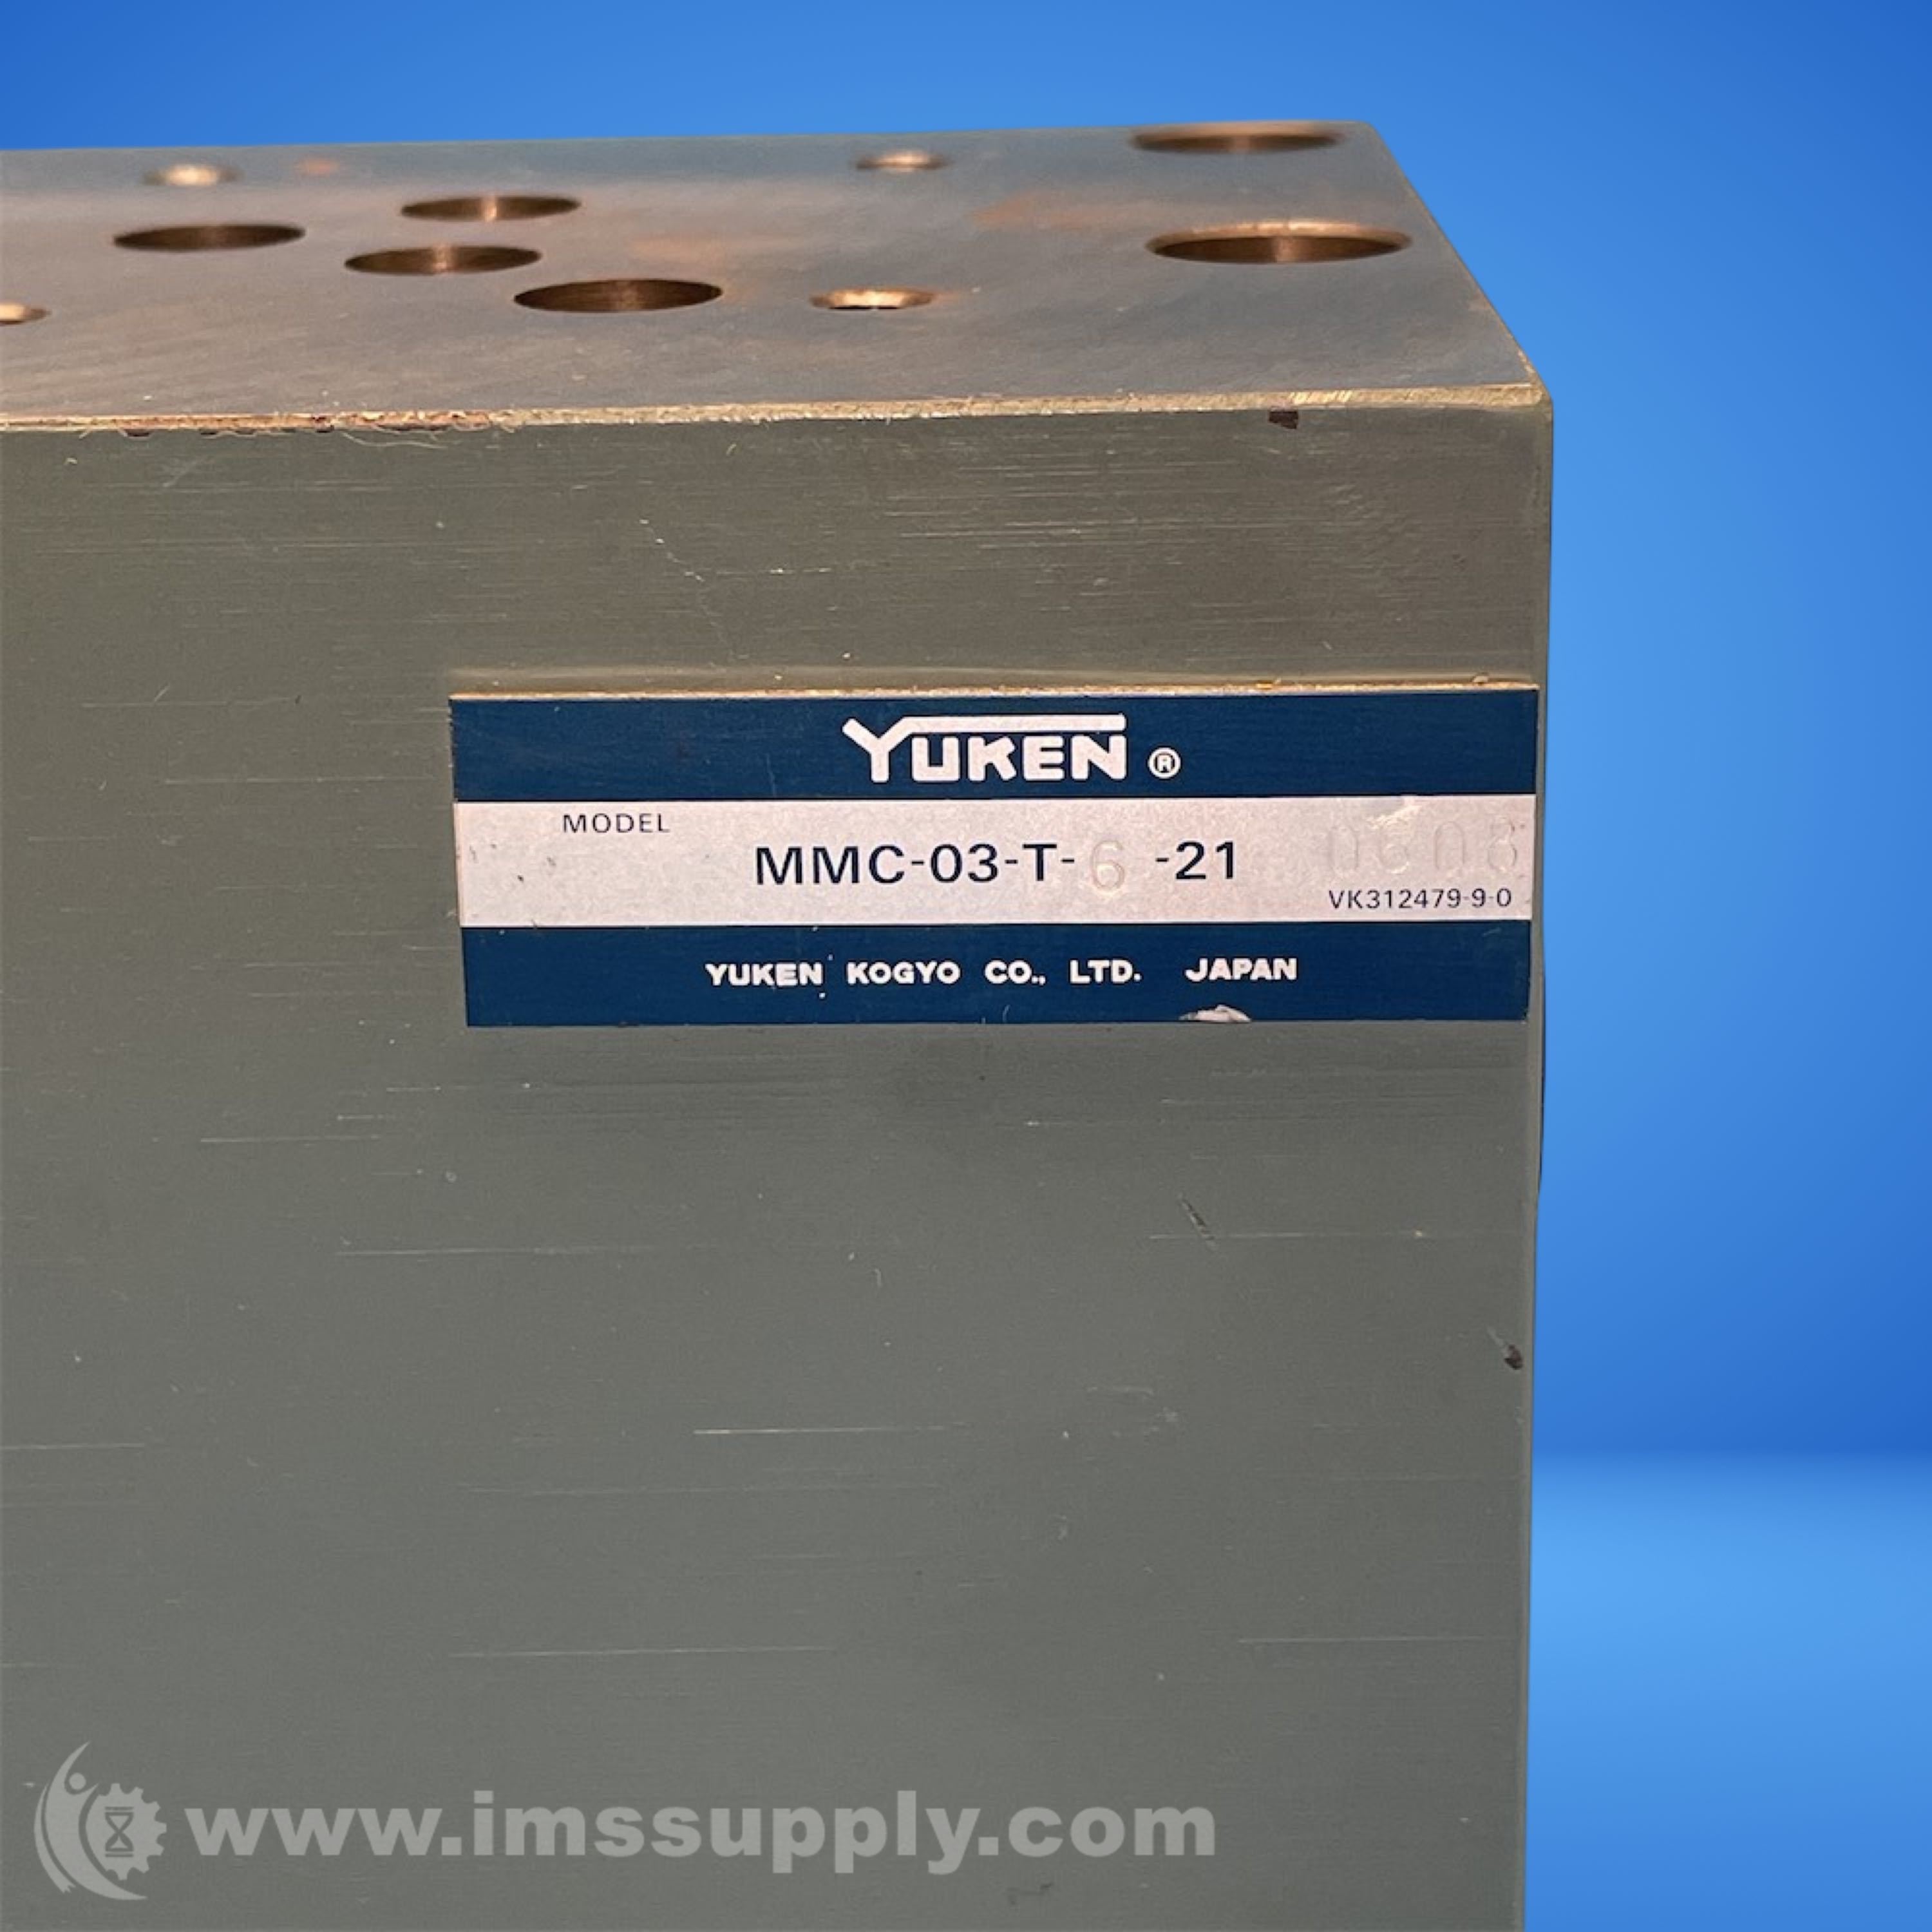 YUKEN ®
MODEL
MMC-03-T-6 -21
VK312479-9-0
YUKEN KOGYO CO., LTD. JAPAN
www.imssupply.com